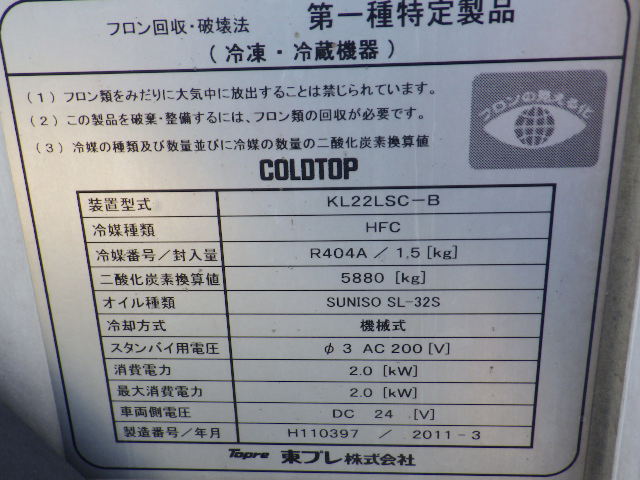 フロン回収・破壊法 第一種特定製品
(冷凍・冷蔵機器)
(1) フロン類をみだりに大気中に放出することは禁じられています。
(2) この製品を破棄・整備するには、フロン類の回収が必要です。
(3) 冷媒の種類及び数量並びに冷媒の数量の二酸化炭素換算値
フロンの見える化
COLDTOP
装置型式 KL22LSC-B
冷媒種類 HFC
冷媒番号/封入量 R404A / 1.5 [kg]
二酸化炭素換算値 5880 [kg]
オイル種類 SUNISO SL-32S
冷却方式 機械式
スタンバイ用電圧 φ 3 AC 200 [V]
消費電力 2.0 [kW]
最大消費電力 2.0 [kW]
車両側電圧 DC 24 [V]
製造番号/年月 H110397 / 2011-3
Topre 東プレ株式会社